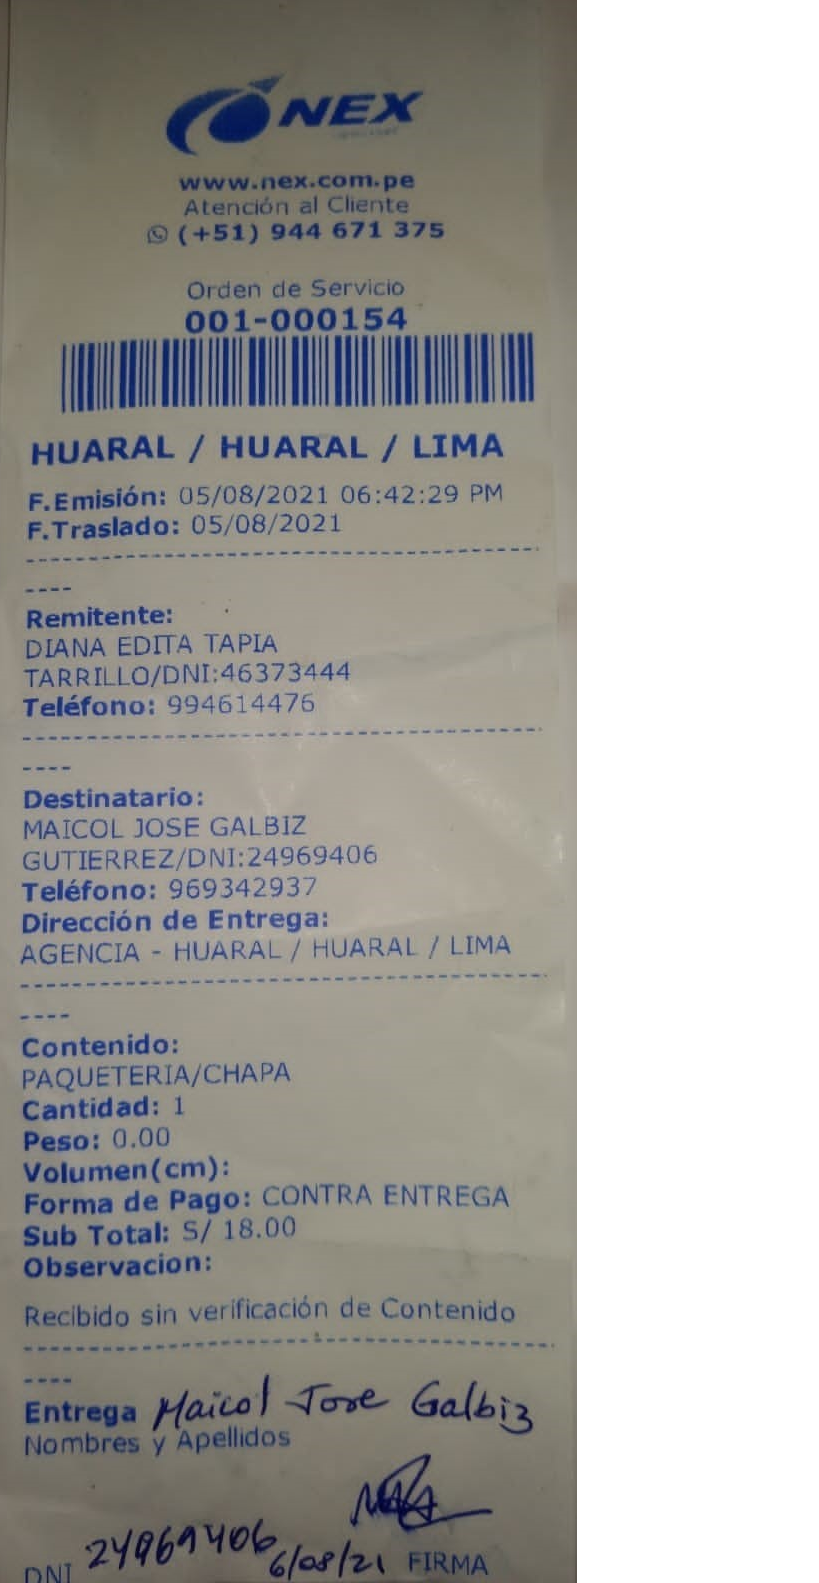 NEX
www.nex.com.pe
Atención al Cliente
(+51) 944 671 375
Orden de Servicio
001-000154
HUARAL / HUARAL / LIMA
F.Emisión: 05/08/2021 06:42:29 PM
F.Traslado: 05/08/2021
----------------------------------------
----
Remitente:
DIANA EDITA TAPIA
TARRILLO/DNI:46373444
Teléfono: 994614476
----------------------------------------
----
Destinatario:
MAICOL JOSE GALBIZ
GUTIERREZ/DNI:24969406
Teléfono: 969342937
Dirección de Entrega:
AGENCIA - HUARAL / HUARAL / LIMA
----------------------------------------
----
Contenido:
PAQUETERIA/CHAPA
Cantidad: 1
Peso: 0.00
Volumen(cm):
Forma de Pago: CONTRA ENTREGA
Sub Total: S/ 18.00
Observacion:
Recibido sin verificación de Contenido
----------------------------------------
----
Entrega Maicol Jose Galbiz
Nombres y Apellidos
DNI 24969406 6/08/21 FIRMA